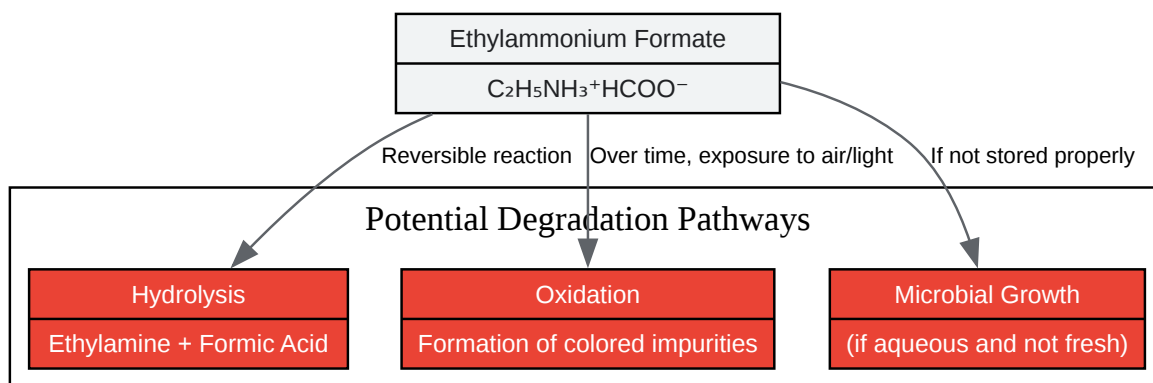 Ethylammonium Formate
C₂H₅NH₃⁺HCOO⁻
Reversible reaction
Over time, exposure to air/light
If not stored properly
Potential Degradation Pathways
Hydrolysis
Ethylamine + Formic Acid
Oxidation
Formation of colored impurities
Microbial Growth
(if aqueous and not fresh)